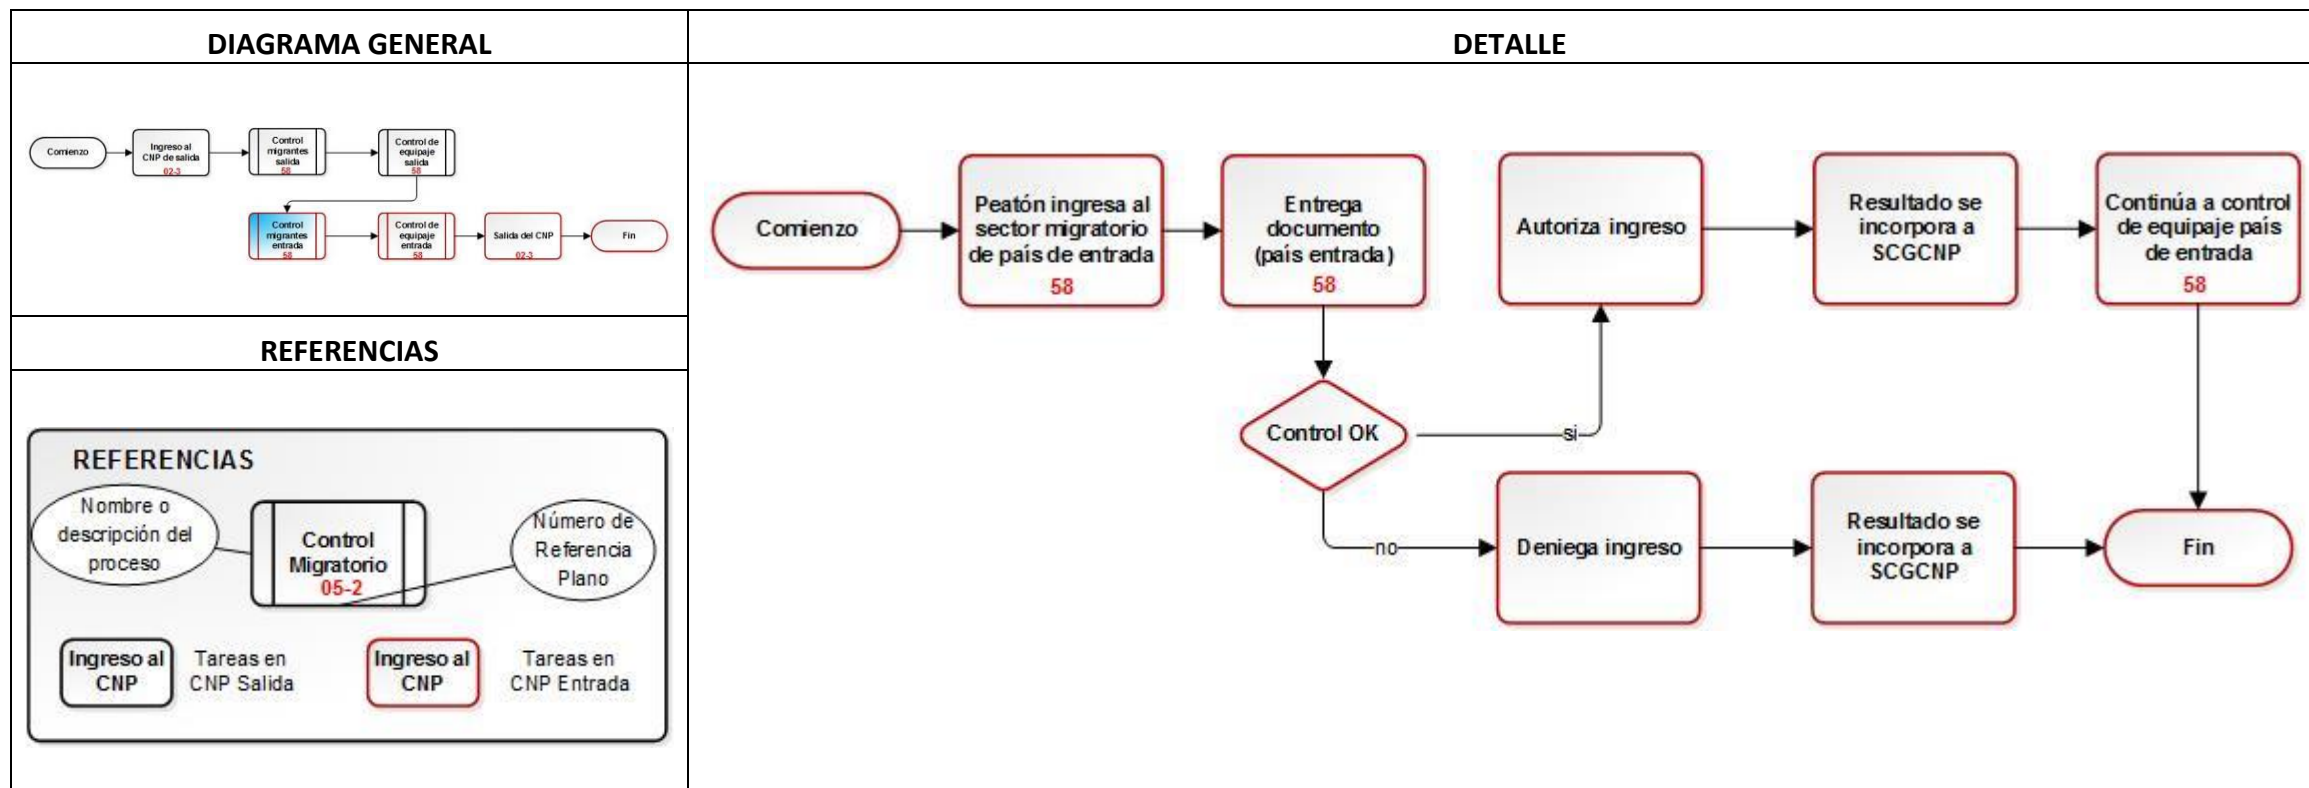 DIAGRAMA GENERAL
Comienzo
Ingreso al
CNP de salida
02-3
Control
migrantes
salida
58
Control de
equipaje
salida
58
Control
migrantes
entrada
58
Control de
equipaje
entrada
58
Salida del CNP
02-3
Fin
REFERENCIAS
REFERENCIAS
Nombre o
descripción del
proceso
Control
Migratorio
05-2
Número de
Referencia
Plano
Ingreso al
CNP
Tareas en
CNP Salida
Ingreso al
CNP
Tareas en
CNP Entrada
DETALLE
Comienzo
Peatón ingresa al
sector migratorio
de país de entrada
58
Entrega
documento
(país entrada)
58
Autoriza ingreso
Resultado se
incorpora a
SCGCNP
Continúa a control
de equipaje país
de entrada
58
Control OK
si
no
Deniega ingreso
Resultado se
incorpora a
SCGCNP
Fin